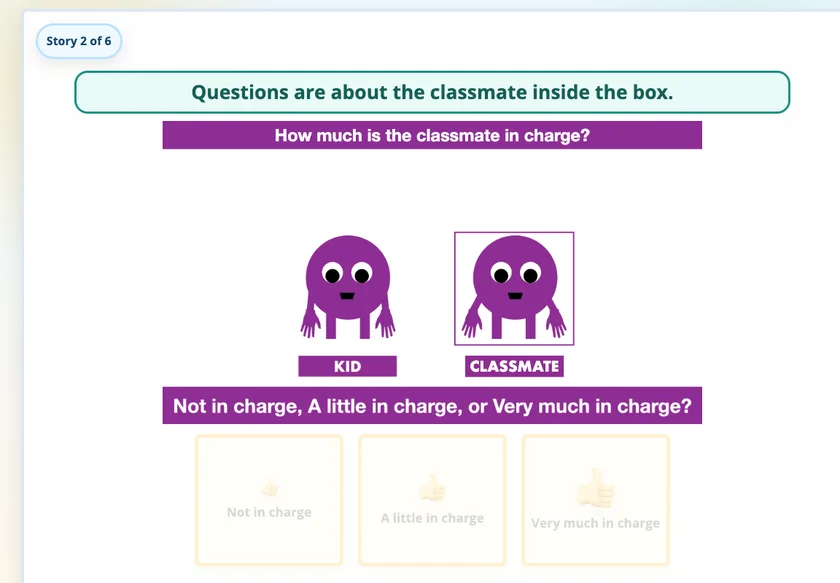 Story 2 of 6
Questions are about the classmate inside the box.
How much is the classmate in charge?
KID
CLASSMATE
Not in charge, A little in charge, or Very much in charge?
Not in charge
A little in charge
Very much in charge